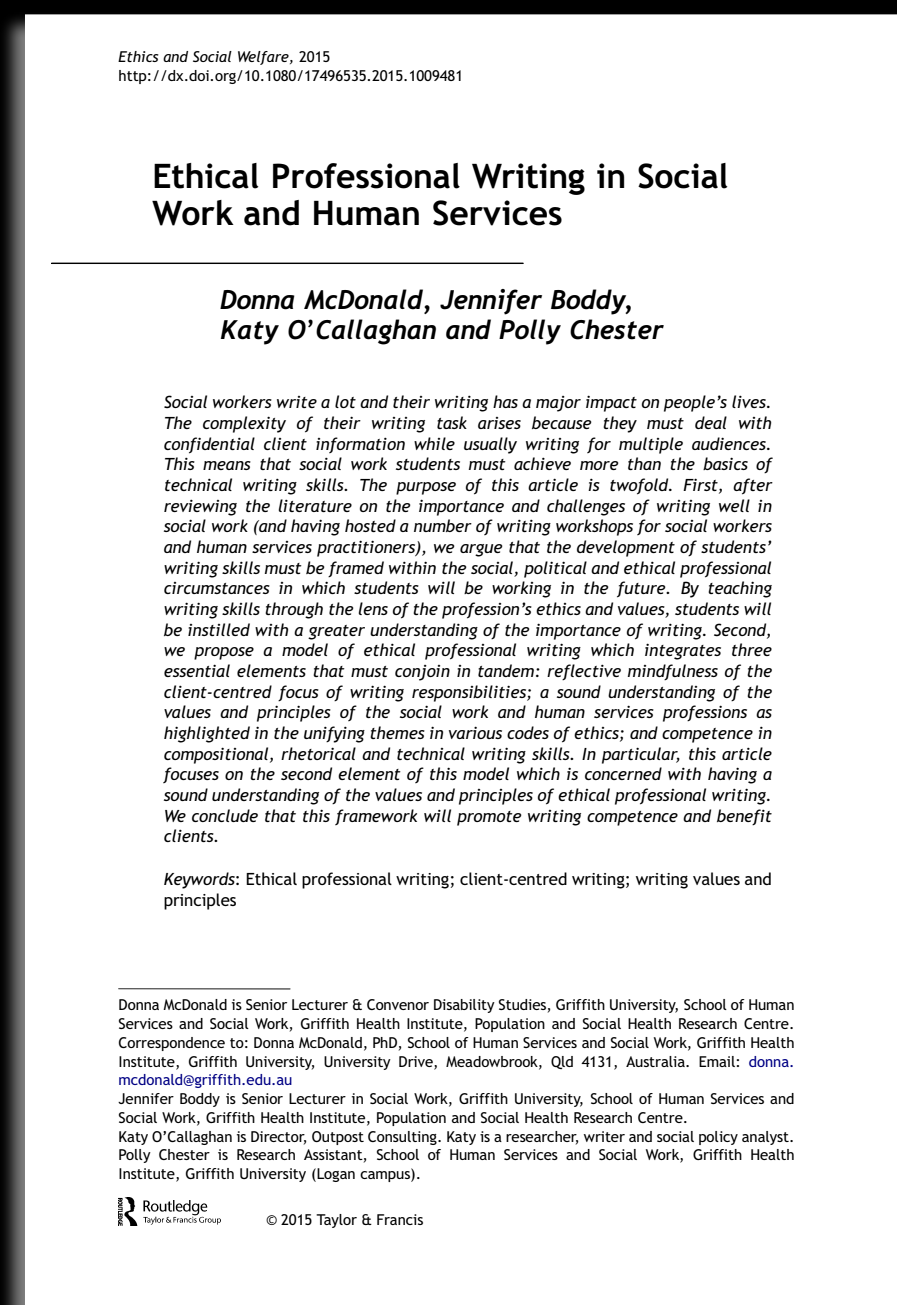 Ethics and Social Welfare, 2015
http://dx.doi.org/10.1080/17496535.2015.1009481
Ethical Professional Writing in Social
Work and Human Services
Donna McDonald, Jennifer Boddy,
Katy O’Callaghan and Polly Chester
Social workers write a lot and their writing has a major impact on people’s lives.
The complexity of their writing task arises because they must deal with
confidential client information while usually writing for multiple audiences.
This means that social work students must achieve more than the basics of
technical writing skills. The purpose of this article is twofold. First, after
reviewing the literature on the importance and challenges of writing well in
social work (and having hosted a number of writing workshops for social workers
and human services practitioners), we argue that the development of students’
writing skills must be framed within the social, political and ethical professional
circumstances in which students will be working in the future. By teaching
writing skills through the lens of the profession’s ethics and values, students will
be instilled with a greater understanding of the importance of writing. Second,
we propose a model of ethical professional writing which integrates three
essential elements that must conjoin in tandem: reflective mindfulness of the
client-centred focus of writing responsibilities; a sound understanding of the
values and principles of the social work and human services professions as
highlighted in the unifying themes in various codes of ethics; and competence in
compositional, rhetorical and technical writing skills. In particular, this article
focuses on the second element of this model which is concerned with having a
sound understanding of the values and principles of ethical professional writing.
We conclude that this framework will promote writing competence and benefit
clients.
Keywords: Ethical professional writing; client-centred writing; writing values and
principles
Donna McDonald is Senior Lecturer & Convenor Disability Studies, Griffith University, School of Human
Services and Social Work, Griffith Health Institute, Population and Social Health Research Centre.
Correspondence to: Donna McDonald, PhD, School of Human Services and Social Work, Griffith Health
Institute, Griffith University, University Drive, Meadowbrook, Qld 4131, Australia. Email: donna.
mcdonald@griffith.edu.au
Jennifer Boddy is Senior Lecturer in Social Work, Griffith University, School of Human Services and
Social Work, Griffith Health Institute, Population and Social Health Research Centre.
Katy O’Callaghan is Director, Outpost Consulting. Katy is a researcher, writer and social policy analyst.
Polly Chester is Research Assistant, School of Human Services and Social Work, Griffith Health
Institute, Griffith University (Logan campus).
ROUTLEDGE
Routledge
Taylor & Francis Group
© 2015 Taylor & Francis